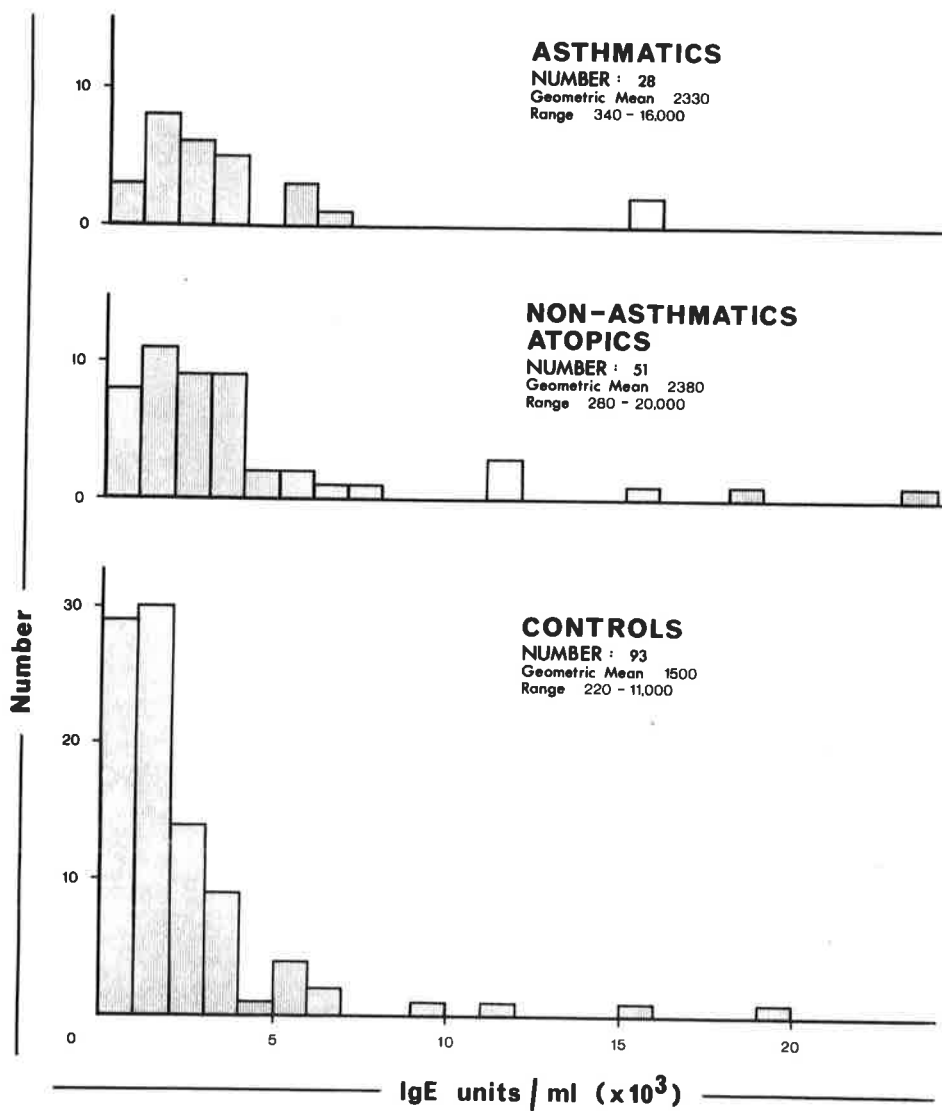 ASTHMATICS
NUMBER : 28
Geometric Mean 2330
Range 340 - 16.000
10
0
NON-ASTHMATICS
ATOPICS
NUMBER : 51
Geometric Mean 2380
Range 280 - 20.000
10
0
CONTROLS
NUMBER : 93
Geometric Mean 1500
Range 220 - 11,000
30
20
10
0 5 10 15 20
Number
IgE units / ml (x10³)